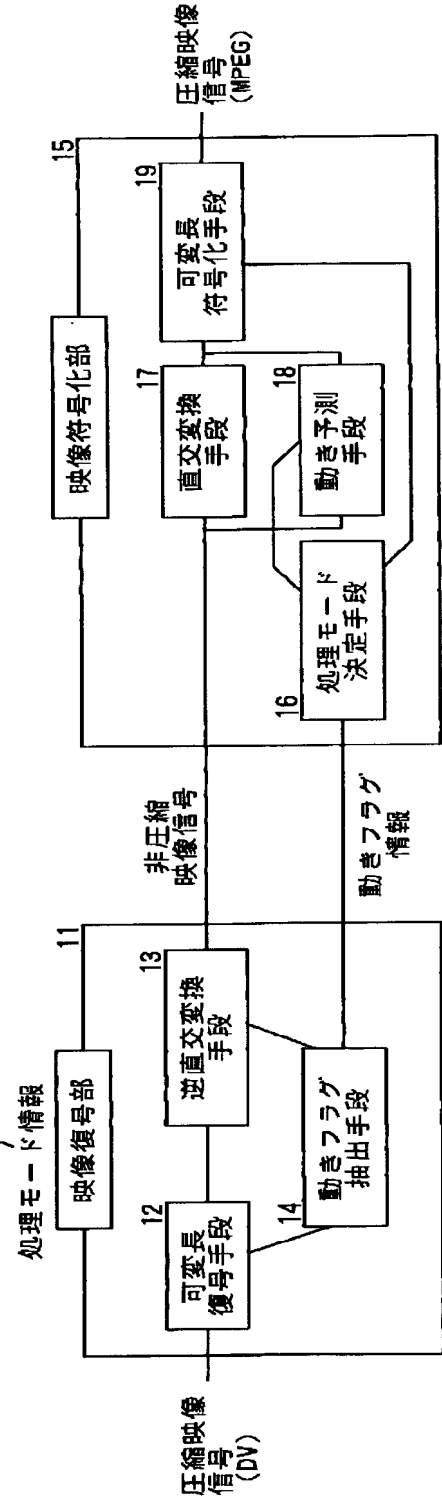 処理モード情報
圧縮映像
信号
(DV)
11
映像復号部
12
可変長
復号手段
13
逆直交変換
手段
14
動きフラグ
抽出手段
非圧縮
映像信号
動きフラグ
情報
15
映像符号化部
16
処理モード
決定手段
17
直交変換
手段
18
動き予測
手段
19
可変長
符号化手段
圧縮映像
信号
(MPEG)